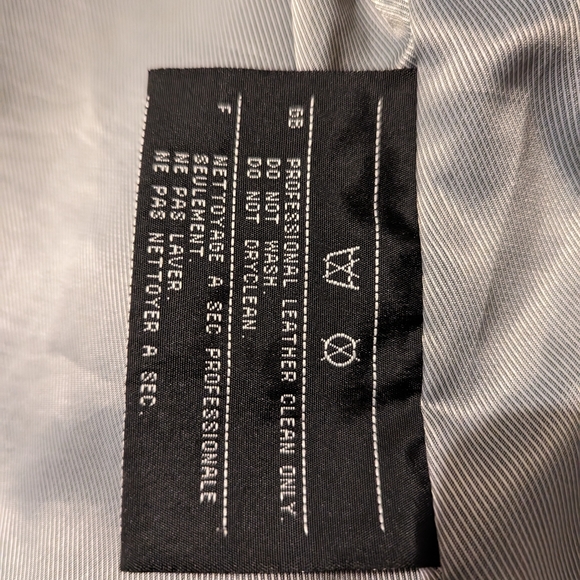 GB PROFESSIONAL LEATHER CLEAN ONLY.
DO NOT WASH.
DO NOT DRYCLEAN.
F NETTOYAGE A SEC PROFESSIONALE
SEULEMENT.
NE PAS LAVER.
NE PAS NETTOYER A SEC.